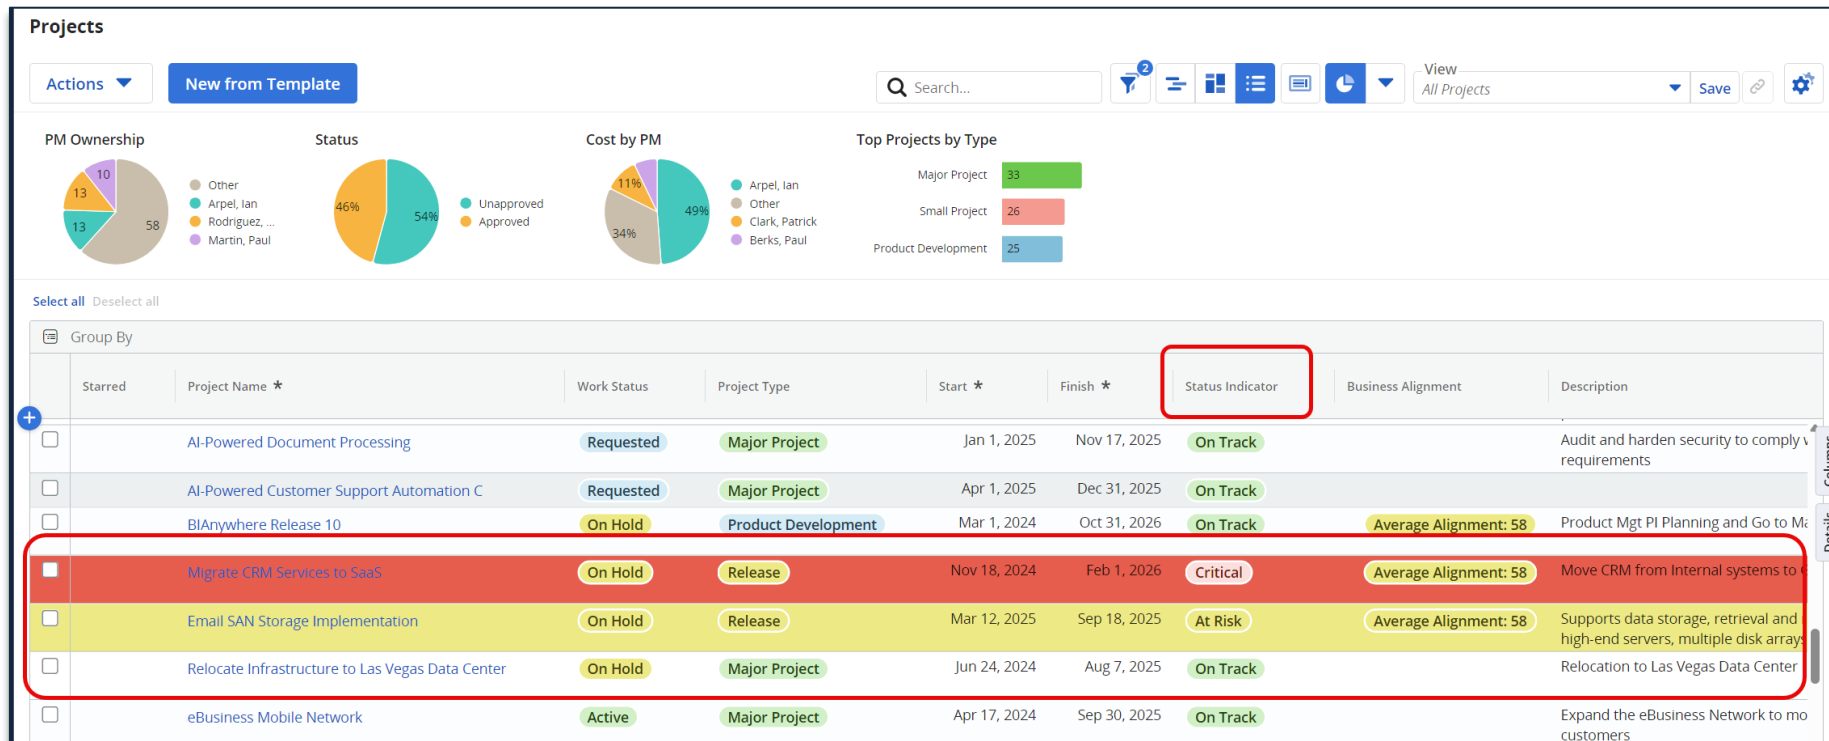 Projects
Actions
New from Template
Search...
2
View
All Projects
Save
PM Ownership
10
13
13
58
Other
Arpel, Ian
Rodriguez, ...
Martin, Paul
Status
46%
54%
Unapproved
Approved
Cost by PM
11%
49%
34%
Arpel, Ian
Other
Clark, Patrick
Berks, Paul
Top Projects by Type
Major Project 33
Small Project 26
Product Development 25
Select all Deselect all
Group By
Starred Project Name * Work Status Project Type Start * Finish * Status Indicator Business Alignment Description
AI-Powered Document Processing Requested Major Project Jan 1, 2025 Nov 17, 2025 On Track Audit and harden security to comply
requirements
AI-Powered Customer Support Automation C Requested Major Project Apr 1, 2025 Dec 31, 2025 On Track
BIAnywhere Release 10 On Hold Product Development Mar 1, 2024 Oct 31, 2026 On Track Average Alignment: 58 Product Mgt PI Planning and Go to
Migrate CRM Services to SaaS On Hold Release Nov 18, 2024 Feb 1, 2026 Critical Average Alignment: 58 Move CRM from Internal systems to
Email SAN Storage Implementation On Hold Release Mar 12, 2025 Sep 18, 2025 At Risk Average Alignment: 58 Supports data storage, retrieval and
high-end servers, multiple disk arrays
Relocate Infrastructure to Las Vegas Data Center On Hold Major Project Jun 24, 2024 Aug 7, 2025 On Track Relocation to Las Vegas Data Center
eBusiness Mobile Network Active Major Project Apr 17, 2024 Sep 30, 2025 On Track Expand the eBusiness Network to mo
customers
Columns
Details